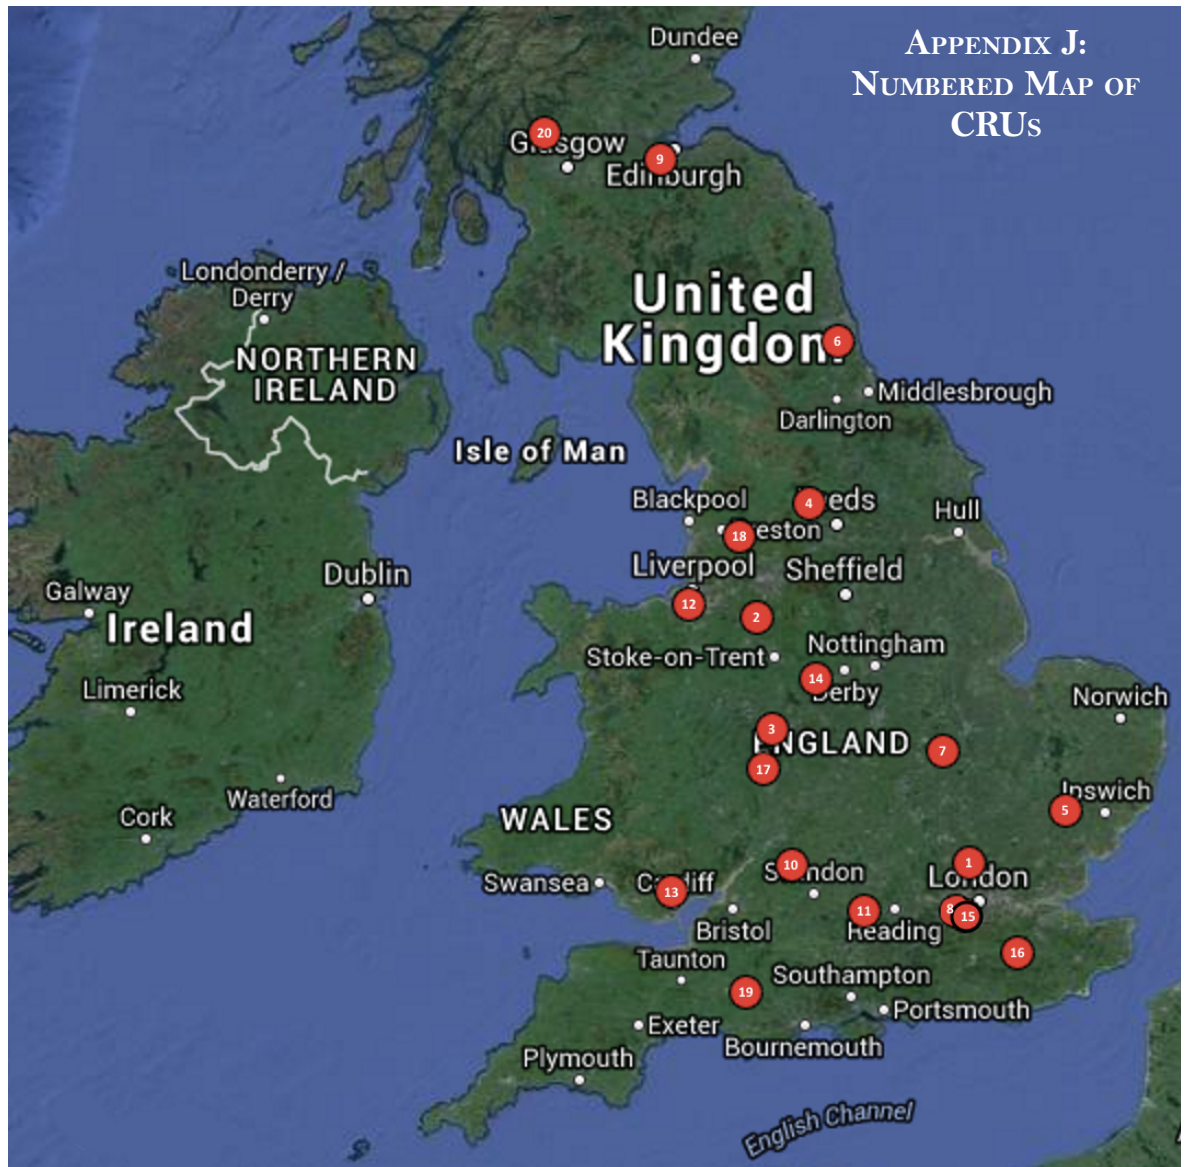 APPENDIX J:
NUMBERED MAP OF
CRUS
Dundee
20
Glasgow
9
Edinburgh
Londonderry /
Derry
United
Kingdom
6
NORTHERN
IRELAND
Middlesbrough
Darlington
Isle of Man
Blackpool
4
Leeds
Hull
18
Preston
Liverpool
Sheffield
Dublin
Galway
12
2
Ireland
Nottingham
Stoke-on-Trent
14
Derby
Limerick
Norwich
3
ENGLAND
7
17
Waterford
Ipswich
5
Cork
WALES
1
London
10
Swindon
Swansea
Cardiff
13
11
8
15
Bristol
Reading
16
Taunton
Southampton
19
Portsmouth
Exeter
Bournemouth
Plymouth
English Channel